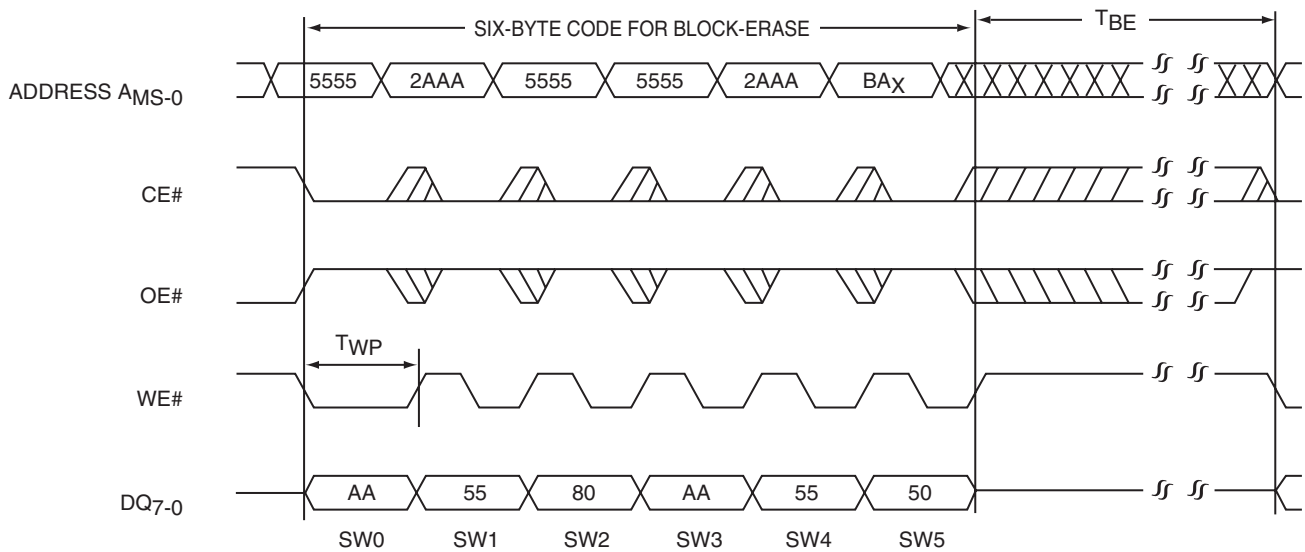 SIX-BYTE CODE FOR BLOCK-ERASE TBE
ADDRESS AMS-0 5555 2AAA 5555 5555 2AAA BAX
CE#
OE#
TWP
WE#
DQ7-0 AA 55 80 AA 55 50
SW0 SW1 SW2 SW3 SW4 SW5